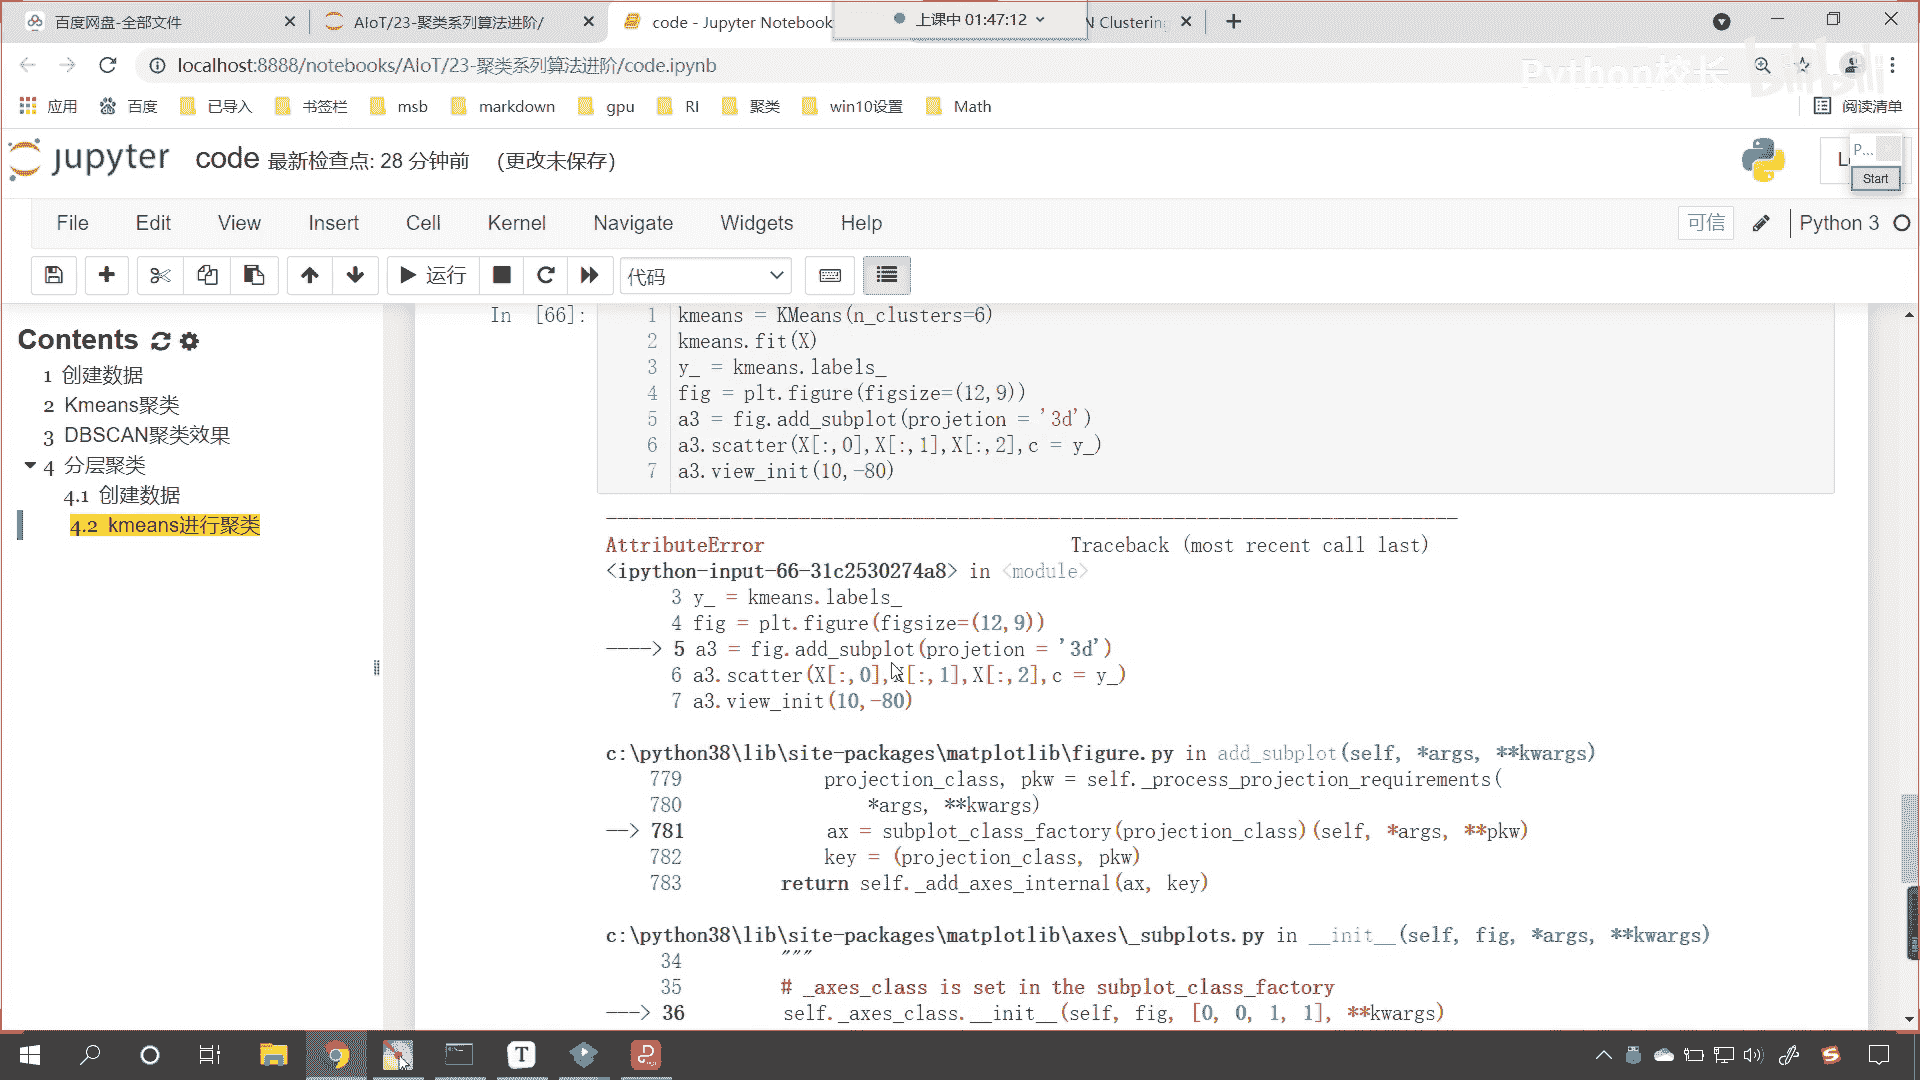 百度网盘-全部文件
AIoT/23-聚类系列算法进阶/
code - Jupyter Notebook
上课中 01:47:12
N Clustering
localhost:8888/notebooks/AIoT/23-聚类系列算法进阶/code.ipynb
Python校长
bilibili
应用
百度
已导入
书签栏
msb
markdown
gpu
RI
聚类
win10设置
Math
阅读清单
jupyter
code 最新检查点: 28 分钟前 (更改未保存)
P...
Start
File Edit View Insert Cell Kernel Navigate Widgets Help
可信
Python 3
运行
代码
Contents
1 创建数据
2 Kmeans聚类
3 DBSCAN聚类效果
4 分层聚类
4.1 创建数据
4.2 kmeans进行聚类
In [66]:
1 kmeans = KMeans(n_clusters=6)
2 kmeans.fit(X)
3 y_ = kmeans.labels_
4 fig = plt.figure(figsize=(12,9))
5 a3 = fig.add_subplot(projetion = '3d')
6 a3.scatter(X[:,0],X[:,1],X[:,2],c = y_)
7 a3.view_init(10,-80)
---------------------------------------------------------------------------
AttributeError Traceback (most recent call last)
<ipython-input-66-31c2530274a8> in <module>
3 y_ = kmeans.labels_
4 fig = plt.figure(figsize=(12,9))
----> 5 a3 = fig.add_subplot(projetion = '3d')
6 a3.scatter(X[:,0],X[:,1],X[:,2],c = y_)
7 a3.view_init(10,-80)
c:\python38\lib\site-packages\matplotlib\figure.py in add_subplot(self, *args, **kwargs)
779 projection_class, pkw = self._process_projection_requirements(
780 *args, **kwargs)
--> 781 ax = subplot_class_factory(projection_class)(self, *args, **pkw)
782 key = (projection_class, pkw)
783 return self._add_axes_internal(ax, key)
c:\python38\lib\site-packages\matplotlib\axes\_subplots.py in __init__(self, fig, *args, **kwargs)
34 """
35 # _axes_class is set in the subplot_class_factory
---> 36 self._axes_class.__init__(self, fig, [0, 0, 1, 1], **kwargs)